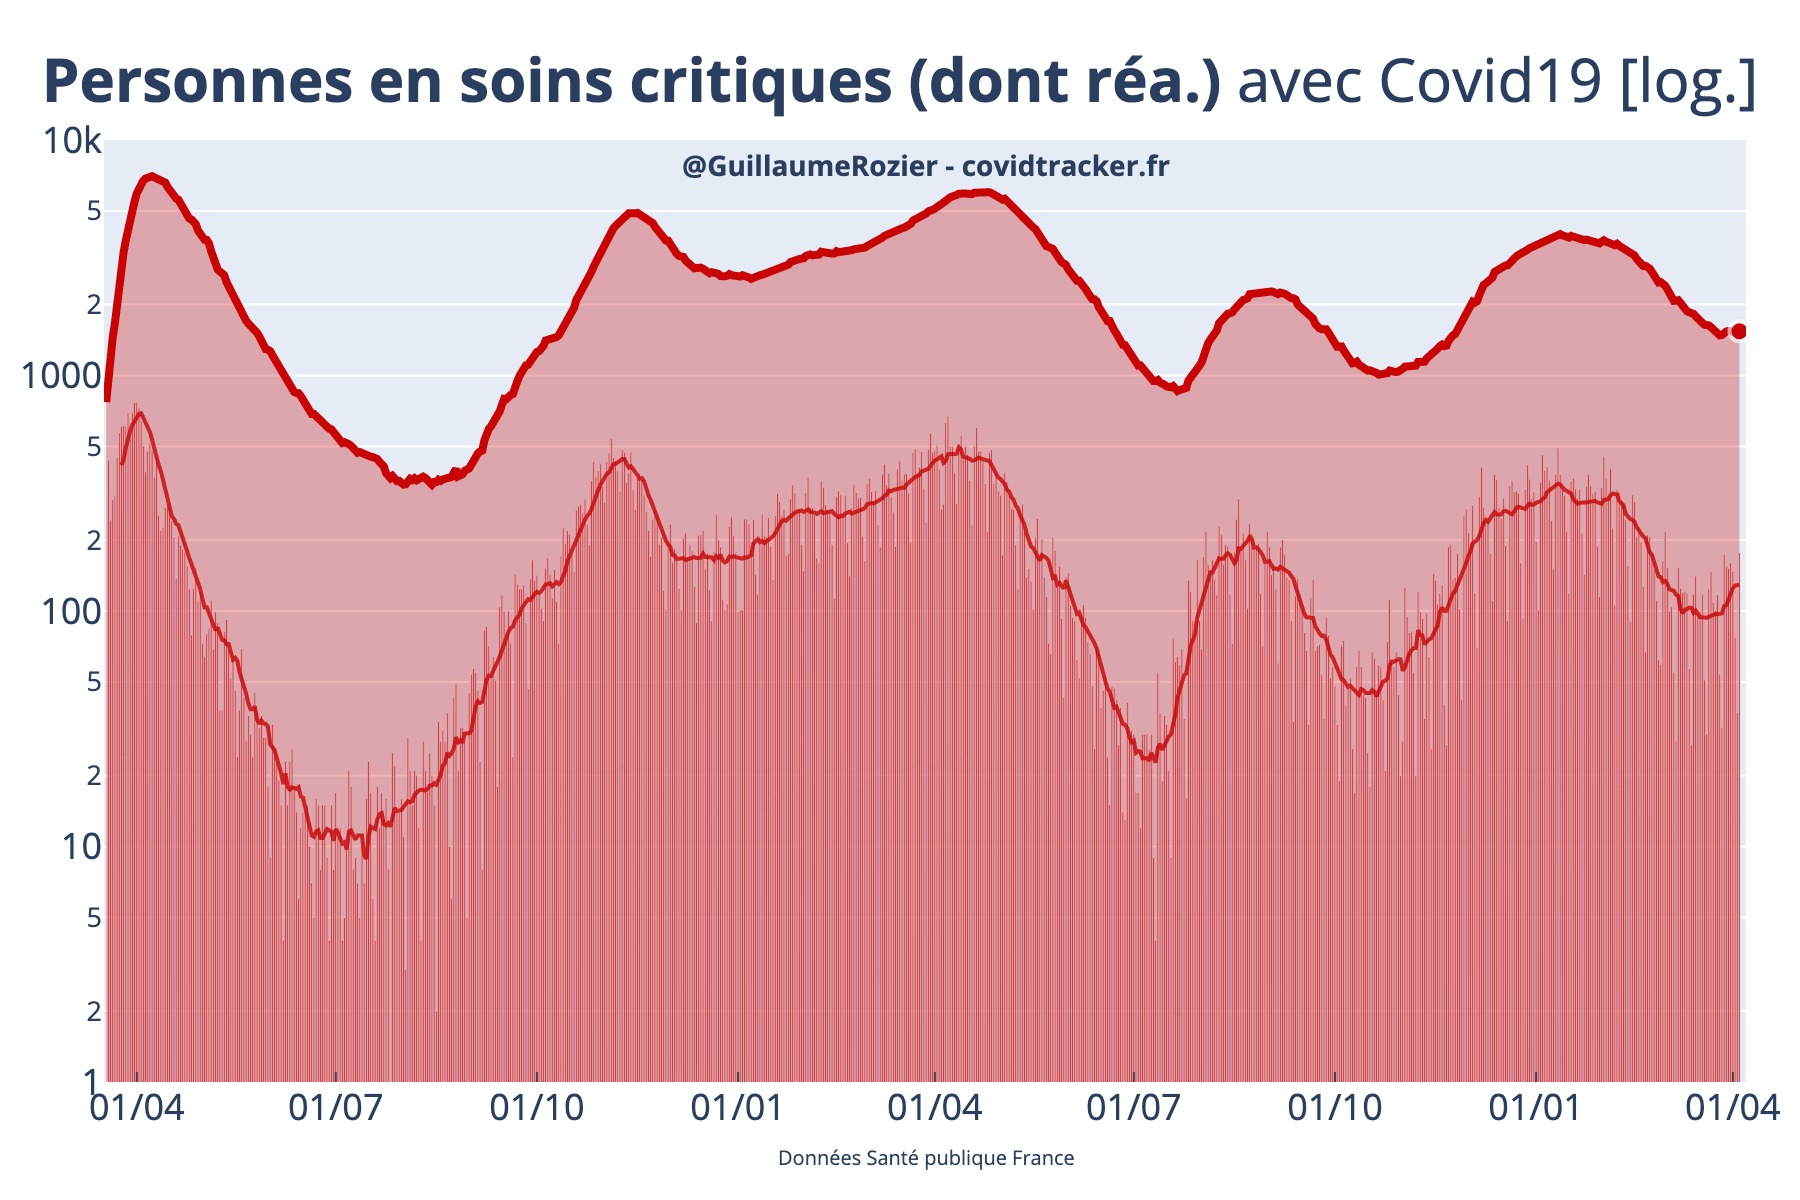 Personnes en soins critiques (dont réa.) avec Covid19 [log.]
@GuillaumeRozier - covidtracker.fr
10k
5
2
1000
5
2
100
5
2
10
5
2
1
01/04 01/07 01/10 01/01 01/04 01/07 01/10 01/01 01/04
Données Santé publique France